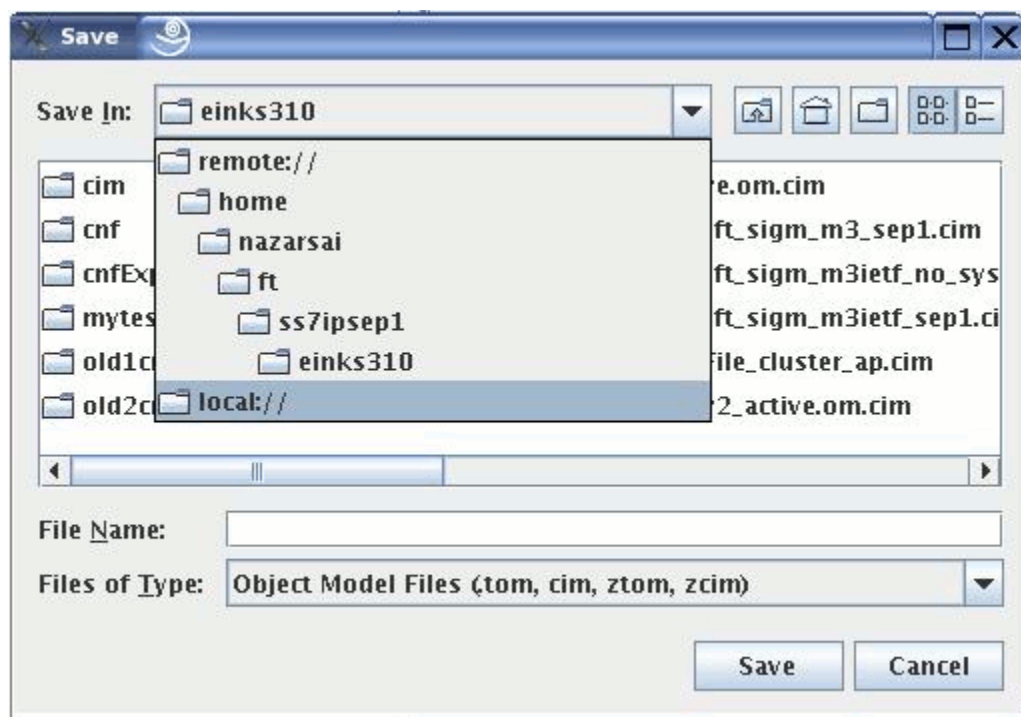 Save
Save In: einks310
remote://
home
nazarsai
ft
ss7ipsep1
einks310
local://
cim
cnf
cnfExp
mytes
old1c
old2c
e.om.cim
ft_sigm_m3_sep1.cim
ft_sigm_m3ietf_no_sys
ft_sigm_m3ietf_sep1.ci
file_cluster_ap.cim
2_active.om.cim
File Name:
Files of Type: Object Model Files (.tom, cim, ztom, zcim)
Save Cancel